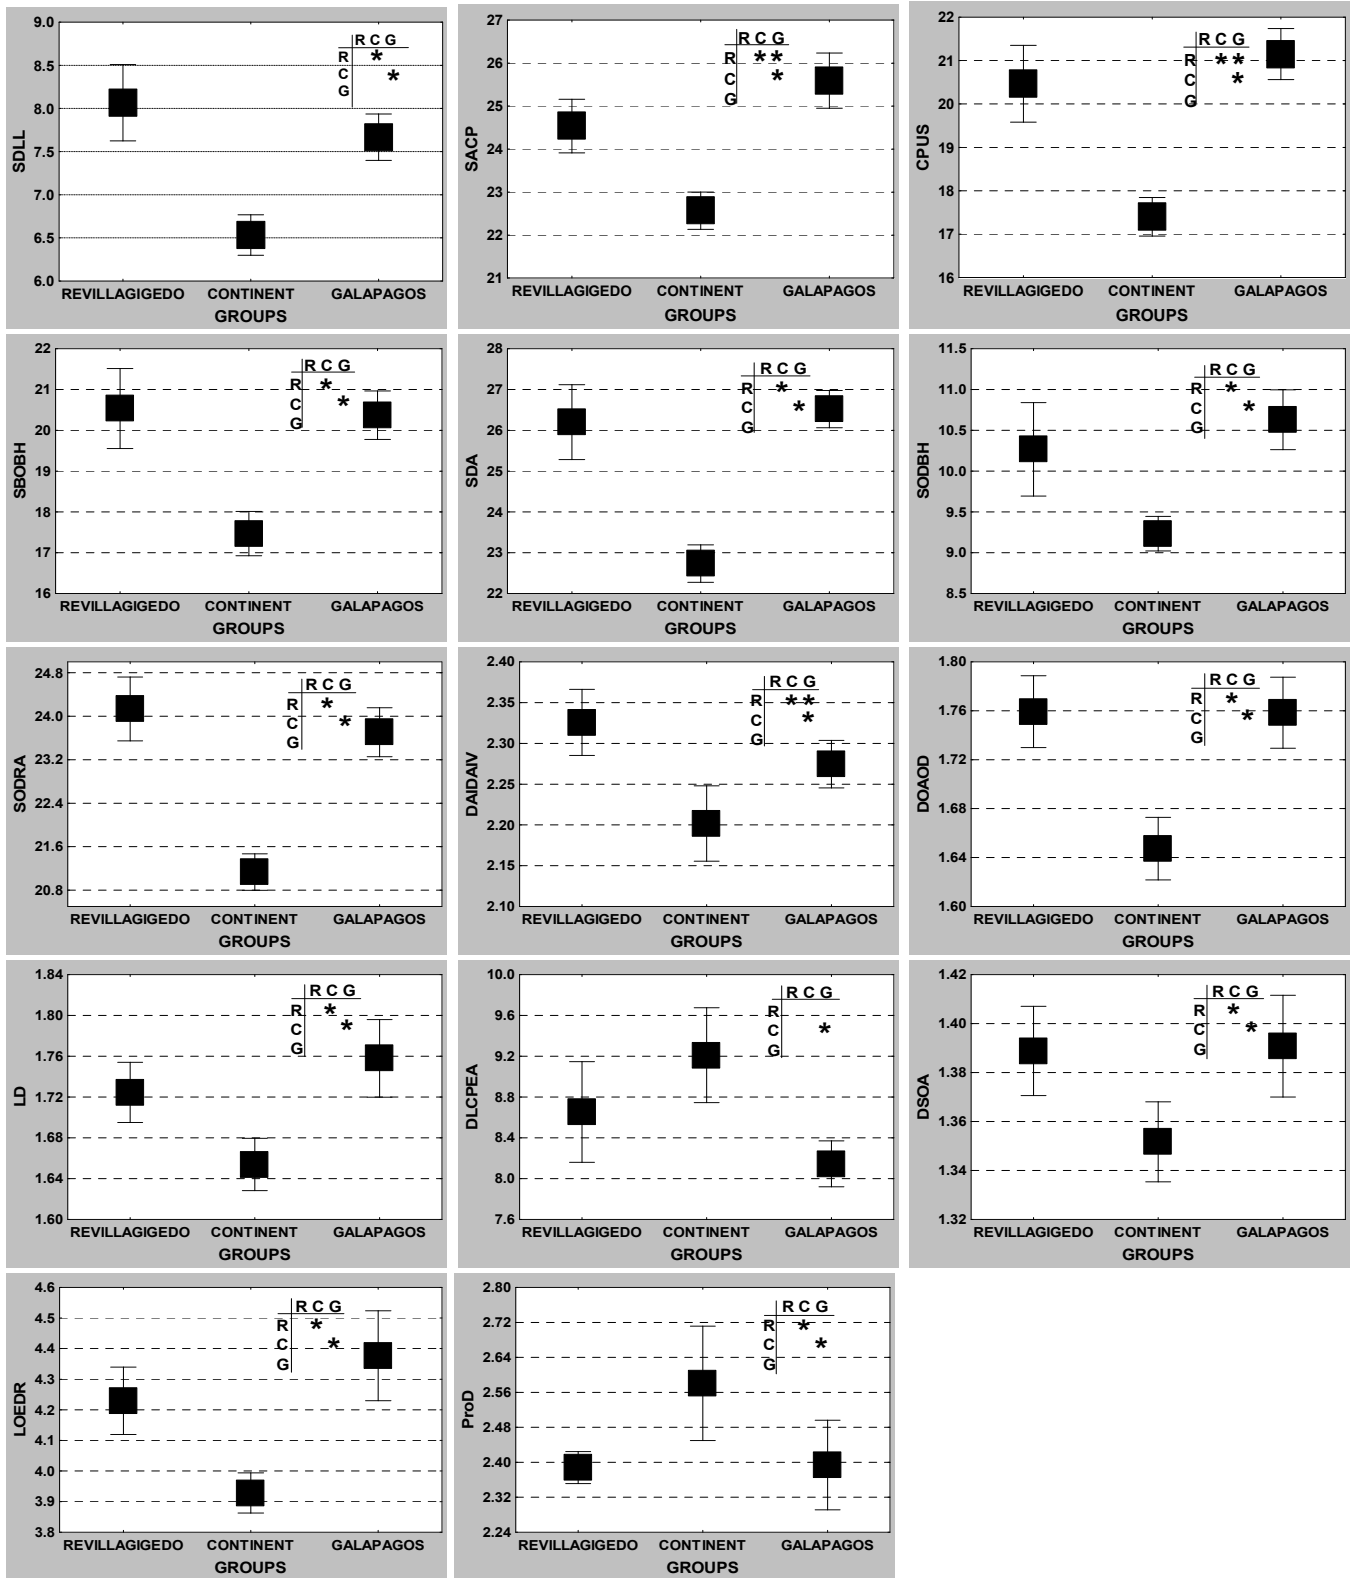 SDLL
9.0
8.5
8.0
7.5
7.0
6.5
6.0
R C G
R *
C *
G
REVILLAGIGEDO CONTINENT GALAPAGOS
GROUPS
SACP
27
26
25
24
23
22
21
R C G
R **
C *
G
REVILLAGIGEDO CONTINENT GALAPAGOS
GROUPS
CPUS
22
21
20
19
18
17
16
R C G
R **
C *
G
REVILLAGIGEDO CONTINENT GALAPAGOS
GROUPS
SBOBH
22
21
20
19
18
17
16
R C G
R *
C *
G
REVILLAGIGEDO CONTINENT GALAPAGOS
GROUPS
SDA
28
27
26
25
24
23
22
R C G
R *
C *
G
REVILLAGIGEDO CONTINENT GALAPAGOS
GROUPS
SODBH
11.5
11.0
10.5
10.0
9.5
9.0
8.5
R C G
R *
C *
G
REVILLAGIGEDO CONTINENT GALAPAGOS
GROUPS
SODRA
24.8
24.0
23.2
22.4
21.6
20.8
R C G
R *
C *
G
REVILLAGIGEDO CONTINENT GALAPAGOS
GROUPS
DAIDAIV
2.40
2.35
2.30
2.25
2.20
2.15
2.10
R C G
R **
C *
G
REVILLAGIGEDO CONTINENT GALAPAGOS
GROUPS
DOAOD
1.80
1.76
1.72
1.68
1.64
1.60
R C G
R *
C *
G
REVILLAGIGEDO CONTINENT GALAPAGOS
GROUPS
LD
1.84
1.80
1.76
1.72
1.68
1.64
1.60
R C G
R *
C *
G
REVILLAGIGEDO CONTINENT GALAPAGOS
GROUPS
DLCPEA
10.0
9.6
9.2
8.8
8.4
8.0
7.6
R C G
R
C *
G
REVILLAGIGEDO CONTINENT GALAPAGOS
GROUPS
DSOA
1.42
1.40
1.38
1.36
1.34
1.32
R C G
R *
C *
G
REVILLAGIGEDO CONTINENT GALAPAGOS
GROUPS
LOEDR
4.6
4.5
4.4
4.3
4.2
4.1
4.0
3.9
3.8
R C G
R *
C *
G
REVILLAGIGEDO CONTINENT GALAPAGOS
GROUPS
ProD
2.80
2.72
2.64
2.56
2.48
2.40
2.32
2.24
R C G
R *
C *
G
REVILLAGIGEDO CONTINENT GALAPAGOS
GROUPS